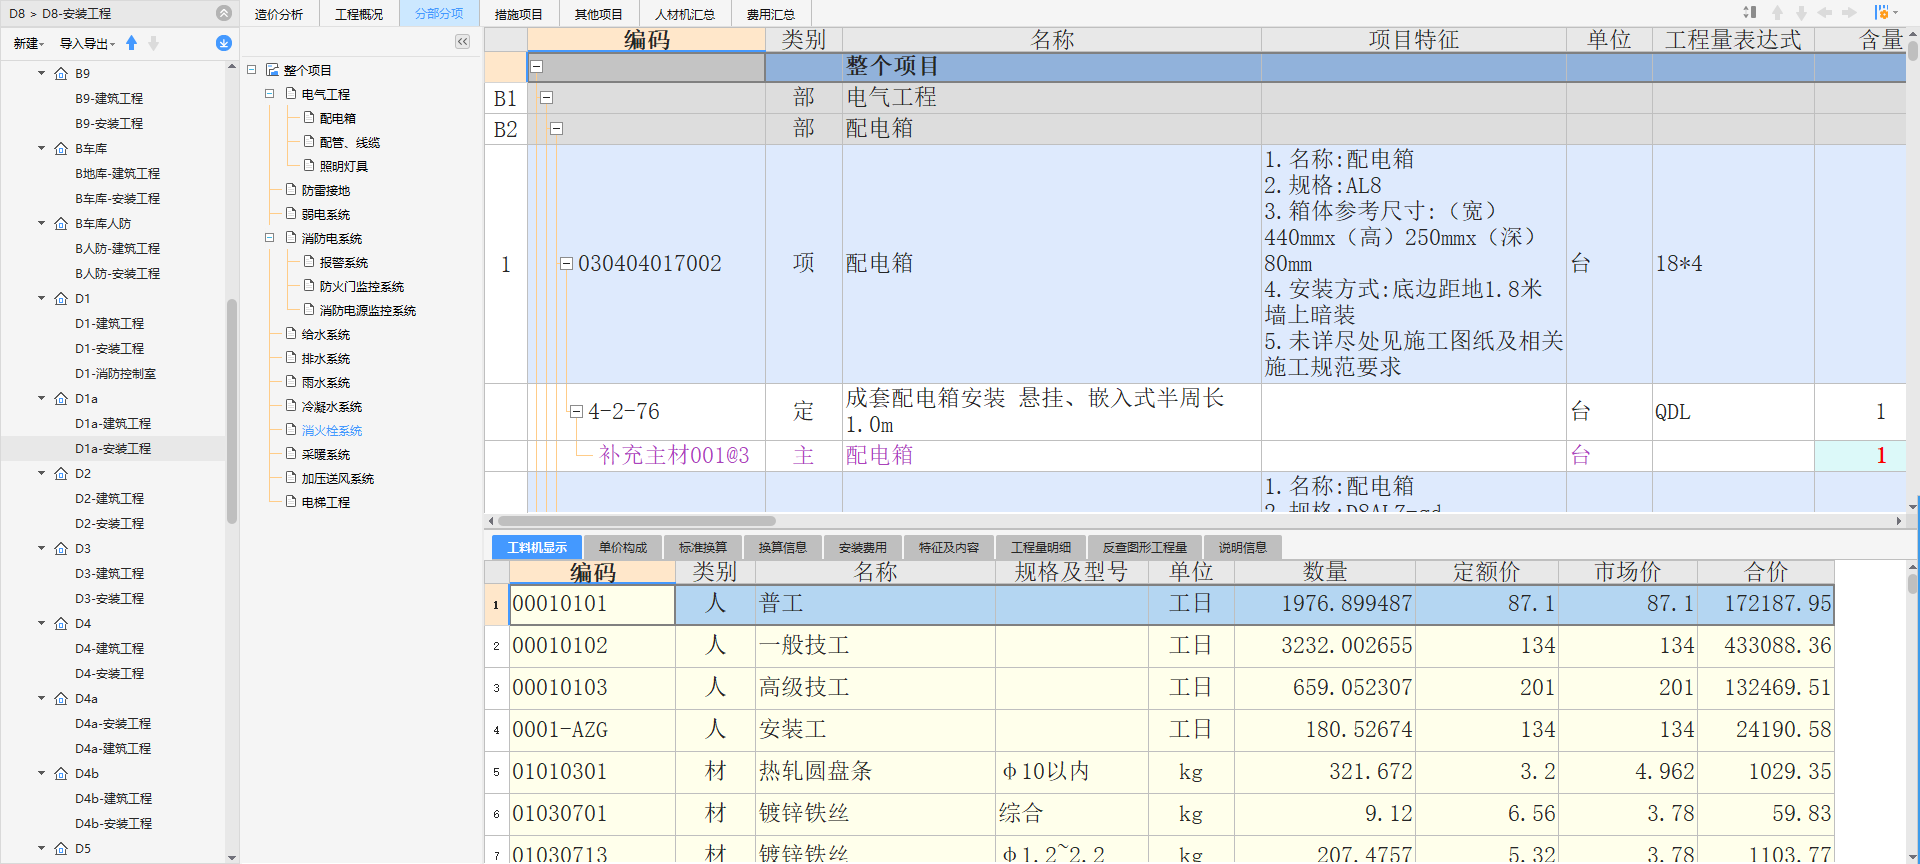 D8 > D8-安装工程
新建
导入导出
B9
B9-建筑工程
B9-安装工程
B车库
B地库-建筑工程
B车库-安装工程
B车库人防
B人防-建筑工程
B人防-安装工程
D1
D1-建筑工程
D1-安装工程
D1-消防控制室
D1a
D1a-建筑工程
D1a-安装工程
D2
D2-建筑工程
D2-安装工程
D3
D3-建筑工程
D3-安装工程
D4
D4-建筑工程
D4-安装工程
D4a
D4a-安装工程
D4a-建筑工程
D4b
D4b-建筑工程
D4b-安装工程
D5
造价分析 工程概况 分部分项 措施项目 其他项目 人材机汇总 费用汇总
整个项目
电气工程
配电箱
配管、线缆
照明灯具
防雷接地
弱电系统
消防电系统
报警系统
防火门监控系统
消防电源监控系统
给水系统
排水系统
雨水系统
冷凝水系统
消火栓系统
采暖系统
加压送风系统
电梯工程
编码 类别 名称 项目特征 单位 工程量表达式 含量
整个项目
B1 部 电气工程
B2 部 配电箱
1 030404017002 项 配电箱
1.名称:配电箱
2.规格:AL8
3.箱体参考尺寸:（宽）
440mmx（高）250mmx（深）
80mm
4.安装方式:底边距地1.8米
墙上暗装
5.未详尽处见施工图纸及相关
施工规范要求
台 18*4
4-2-76 定
成套配电箱安装 悬挂、嵌入式半周长
1.0m
台 QDL 1
补充主材001@3 主 配电箱 台 1
1.名称:配电箱
2.规格:D8ALZ-gd
工料机显示 单价构成 标准换算 换算信息 安装费用 特征及内容 工程量明细 反查图形工程量 说明信息
编码 类别 名称 规格及型号 单位 数量 定额价 市场价 合价
1 00010101 人 普工 工日 1976.899487 87.1 87.1 172187.95
2 00010102 人 一般技工 工日 3232.002655 134 134 433088.36
3 00010103 人 高级技工 工日 659.052307 201 201 132469.51
4 0001-AZG 人 安装工 工日 180.52674 134 134 24190.58
5 01010301 材 热轧圆盘条 φ10以内 kg 321.672 3.2 4.962 1029.35
6 01030701 材 镀锌铁丝 综合 kg 9.12 6.56 3.78 59.83
7 01030713 材 镀锌铁丝 φ1.2~2.2 kg 207.4757 5.32 3.78 1103.77